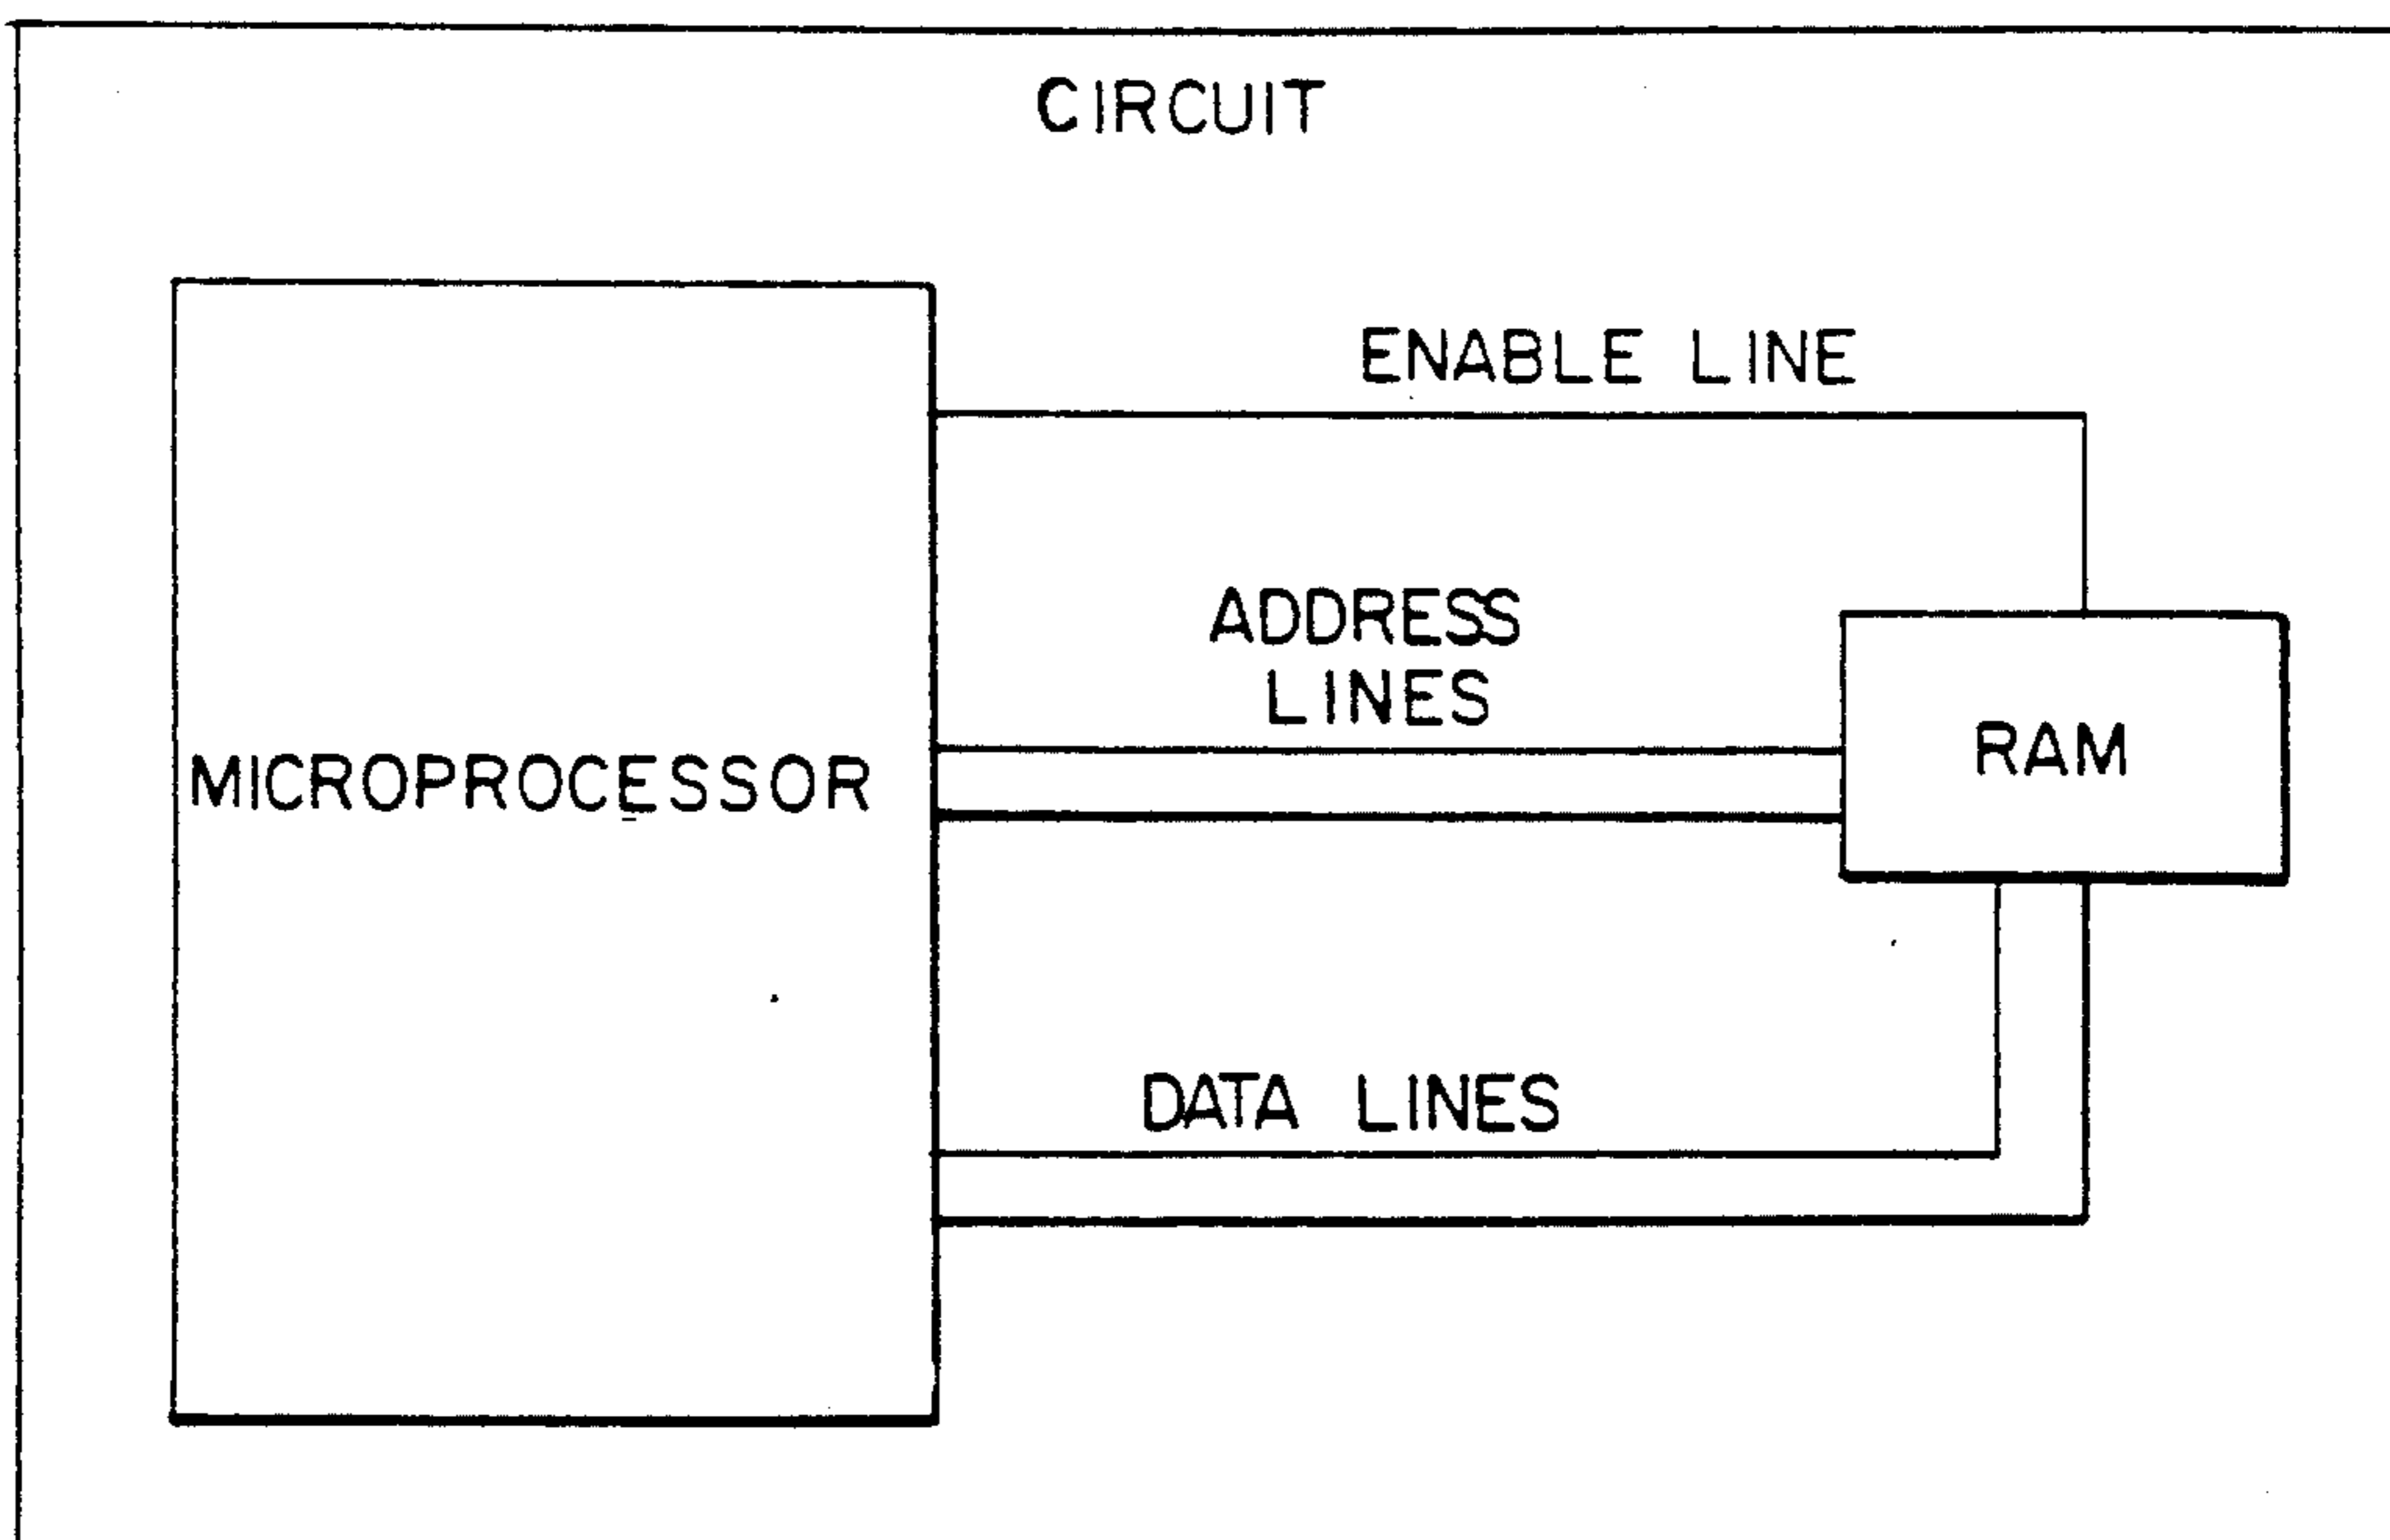 CIRCUIT
ENABLE LINE
ADDRESS
LINES
RAM
MICROPROCESSOR
DATA LINES